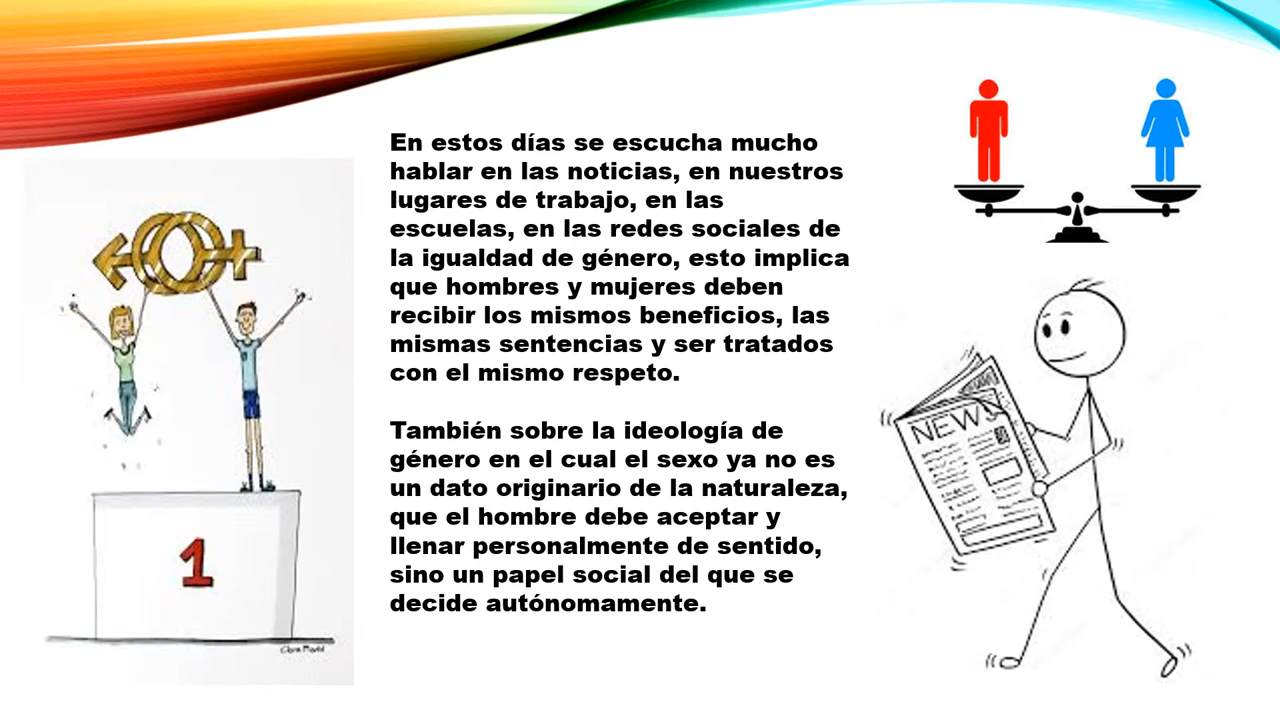 En estos días se escucha mucho
hablar en las noticias, en nuestros
lugares de trabajo, en las
escuelas, en las redes sociales de
la igualdad de género, esto implica
que hombres y mujeres deben
recibir los mismos beneficios, las
mismas sentencias y ser tratados
con el mismo respeto.
También sobre la ideología de
género en el cual el sexo ya no es
un dato originario de la naturaleza,
que el hombre debe aceptar y
llenar personalmente de sentido,
sino un papel social del que se
decide autónomamente.
1
NEWS